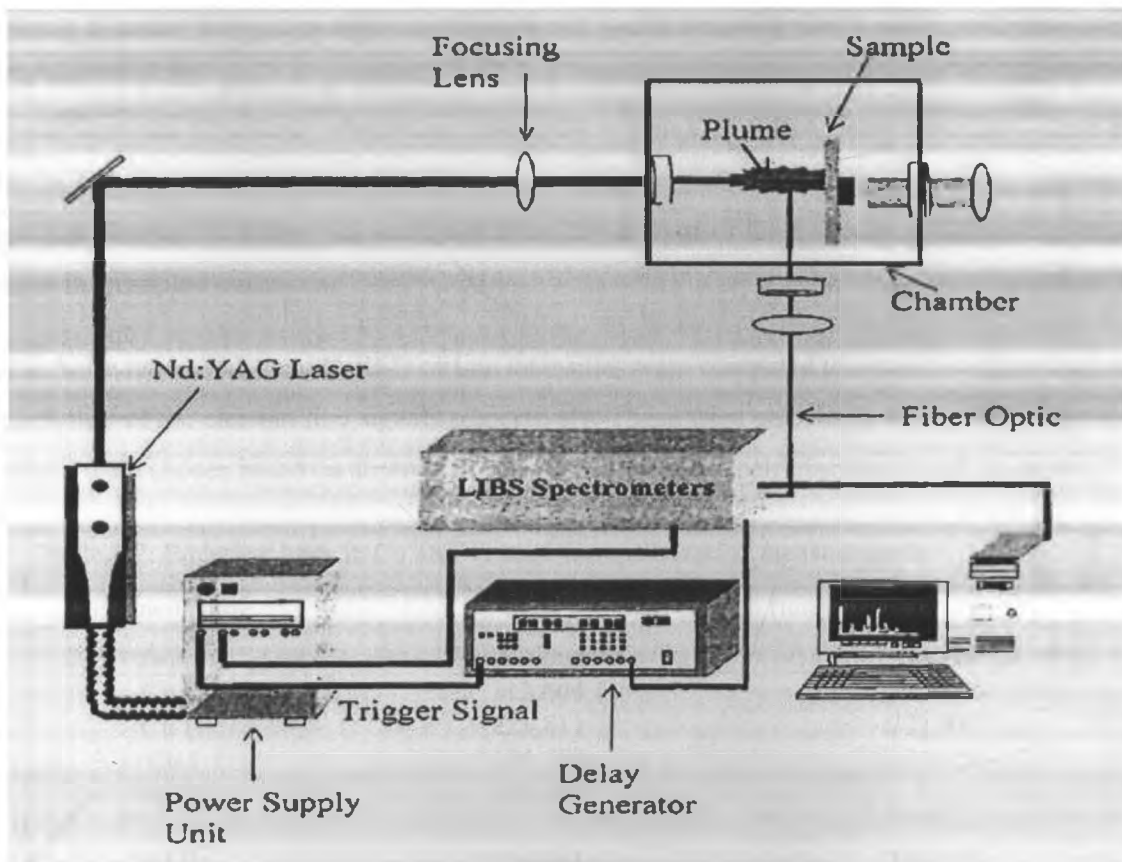 Focusing
Lens
Sample
Plume
Chamber
Nd:YAG Laser
Fiber Optic
LIBS Spectrometers
Trigger Signal
Delay
Generator
Power Supply
Unit